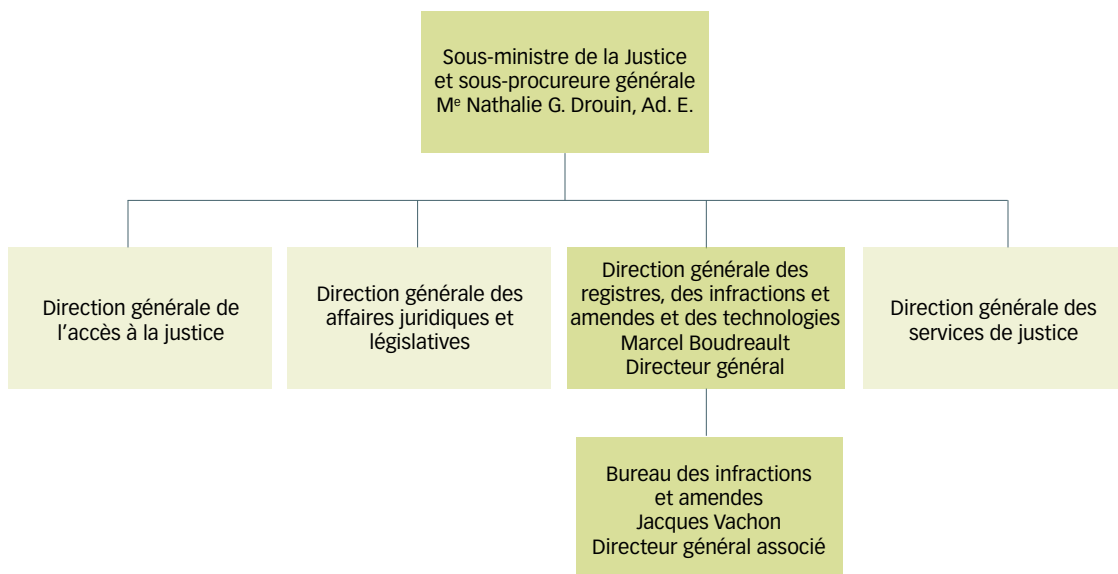 Sous-ministre de la Justice
et sous-procureure générale
Mᵉ Nathalie G. Drouin, Ad. E.
Direction générale de
l’accès à la justice
Direction générale des
affaires juridiques et
législatives
Direction générale des
registres, des infractions et
amendes et des technologies
Marcel Boudreault
Directeur général
Direction générale des
services de justice
Bureau des infractions
et amendes
Jacques Vachon
Directeur général associé